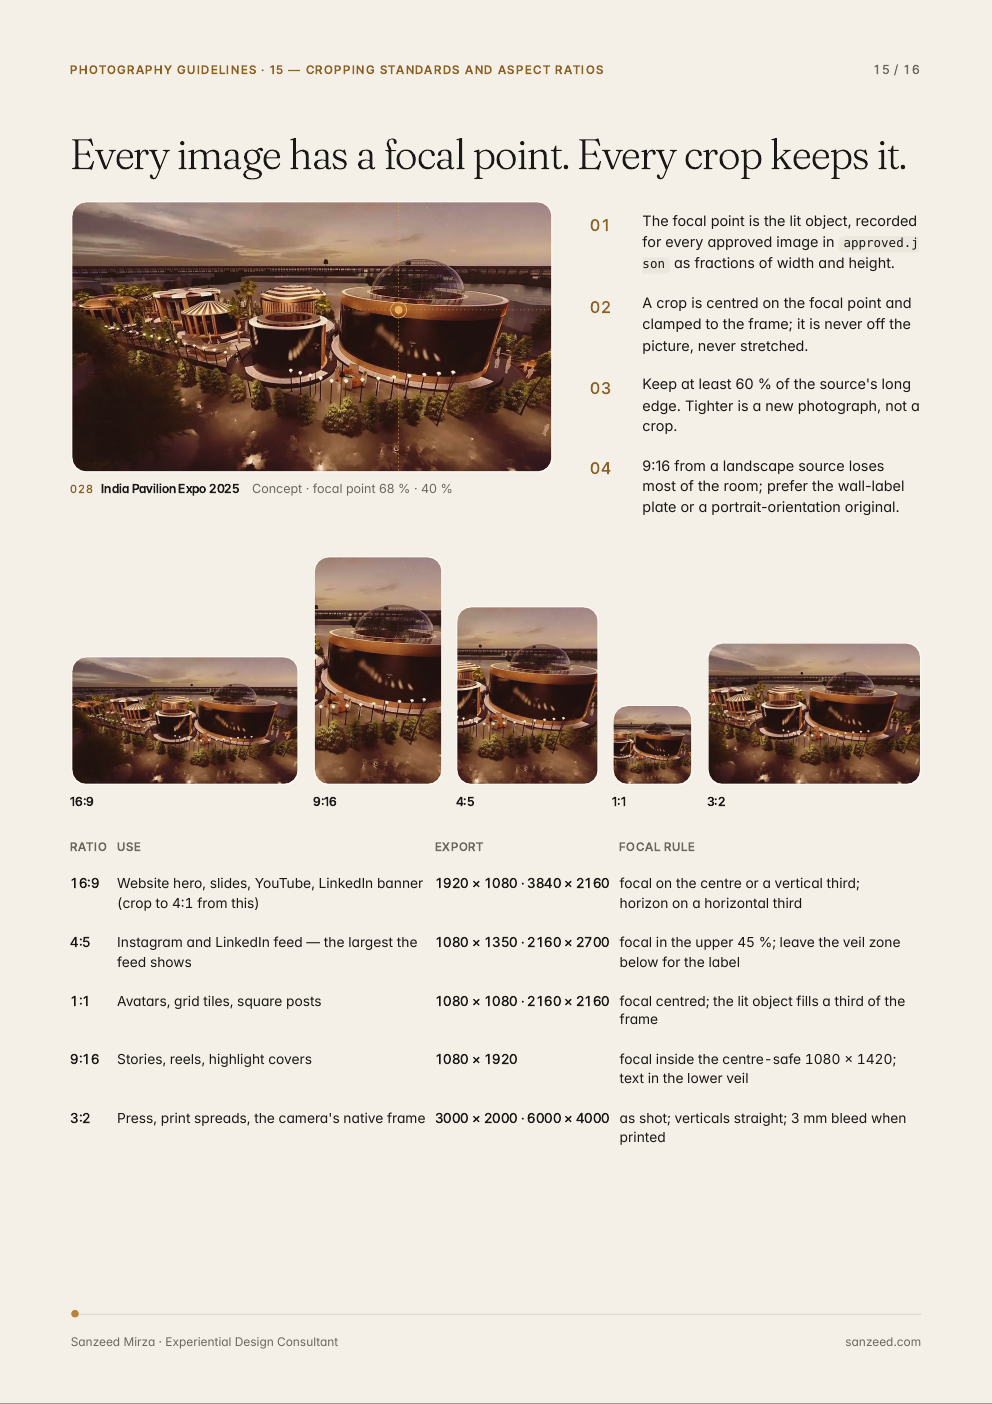 PHOTOGRAPHY GUIDELINES · 15 — CROPPING STANDARDS AND ASPECT RATIOS
15 / 16
Every image has a focal point. Every crop keeps it.
01
The focal point is the lit object, recorded
for every approved image in approved.j
son as fractions of width and height.
02
A crop is centred on the focal point and
clamped to the frame; it is never off the
picture, never stretched.
03
Keep at least 60 % of the source's long
edge. Tighter is a new photograph, not a
crop.
04
9:16 from a landscape source loses
most of the room; prefer the wall-label
plate or a portrait-orientation original.
028 India Pavilion Expo 2025 Concept · focal point 68 % · 40 %
16:9
9:16
4:5
1:1
3:2
RATIO USE EXPORT FOCAL RULE
16:9 Website hero, slides, YouTube, LinkedIn banner 1920 × 1080 · 3840 × 2160 focal on the centre or a vertical third;
(crop to 4:1 from this) horizon on a horizontal third
4:5 Instagram and LinkedIn feed — the largest the 1080 × 1350 · 2160 × 2700 focal in the upper 45 %; leave the veil zone
feed shows below for the label
1:1 Avatars, grid tiles, square posts 1080 × 1080 · 2160 × 2160 focal centred; the lit object fills a third of the
frame
9:16 Stories, reels, highlight covers 1080 × 1920 focal inside the centre-safe 1080 × 1420;
text in the lower veil
3:2 Press, print spreads, the camera's native frame 3000 × 2000 · 6000 × 4000 as shot; verticals straight; 3 mm bleed when
printed
Sanzeed Mirza · Experiential Design Consultant
sanzeed.com